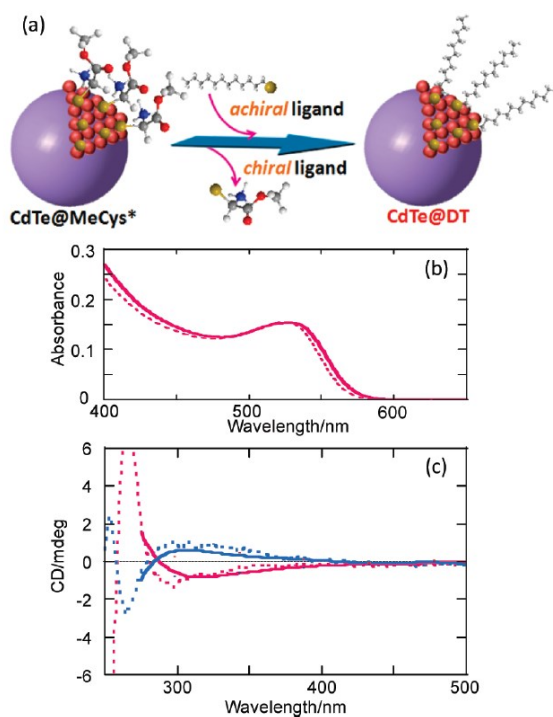 (a)
achiral ligand
chiral ligand
CdTe@MeCys*
CdTe@DT
(b)
0.3
0.2
0.1
0
Absorbance
400
500
600
Wavelength/nm
(c)
6
4
2
0
-2
-4
-6
CD/mdeg
300
400
500
Wavelength/nm